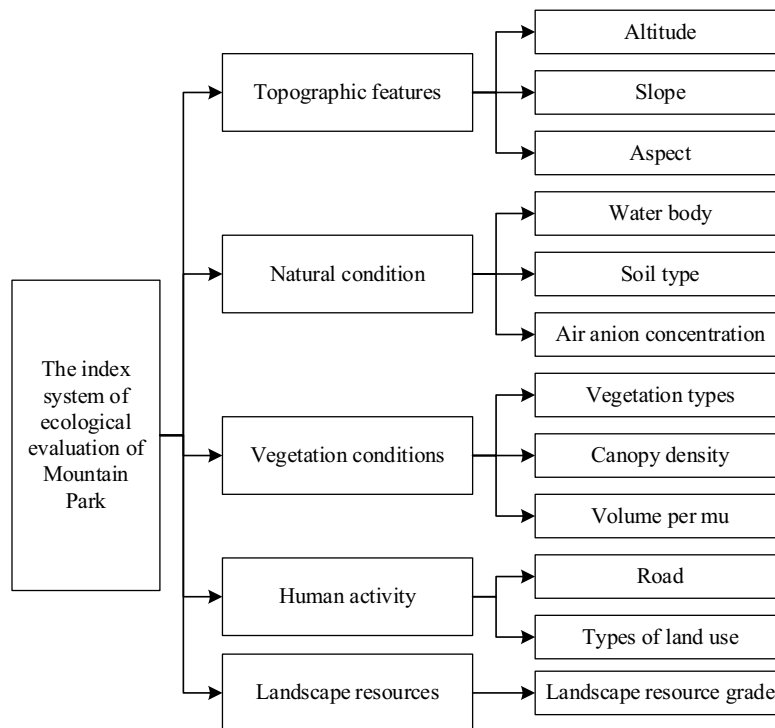 The index
system of
ecological
evaluation of
Mountain
Park
Topographic features
Altitude
Slope
Aspect
Natural condition
Water body
Soil type
Air anion concentration
Vegetation conditions
Vegetation types
Canopy density
Volume per mu
Human activity
Road
Types of land use
Landscape resources
Landscape resource grade